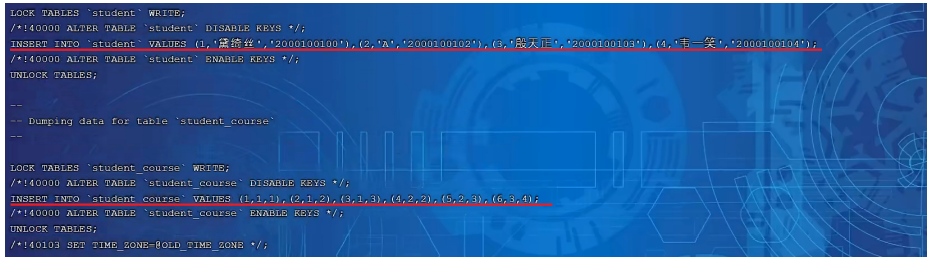 LOCK TABLES `student` WRITE;
/*!40000 ALTER TABLE `student` DISABLE KEYS */;
INSERT INTO `student` VALUES (1,'黛绮丝','2000100100'),(2,'A','2000100102'),(3,'殷天正','2000100103'),(4,'韦一笑','2000100104');
/*!40000 ALTER TABLE `student` ENABLE KEYS */;
UNLOCK TABLES;
--
-- Dumping data for table `student_course`
--
LOCK TABLES `student_course` WRITE;
/*!40000 ALTER TABLE `student_course` DISABLE KEYS */;
INSERT INTO `student_course` VALUES (1,1,1),(2,1,2),(3,1,3),(4,2,2),(5,2,3),(6,3,4);
/*!40000 ALTER TABLE `student_course` ENABLE KEYS */;
UNLOCK TABLES;
/*!40103 SET TIME_ZONE=@OLD_TIME_ZONE */;